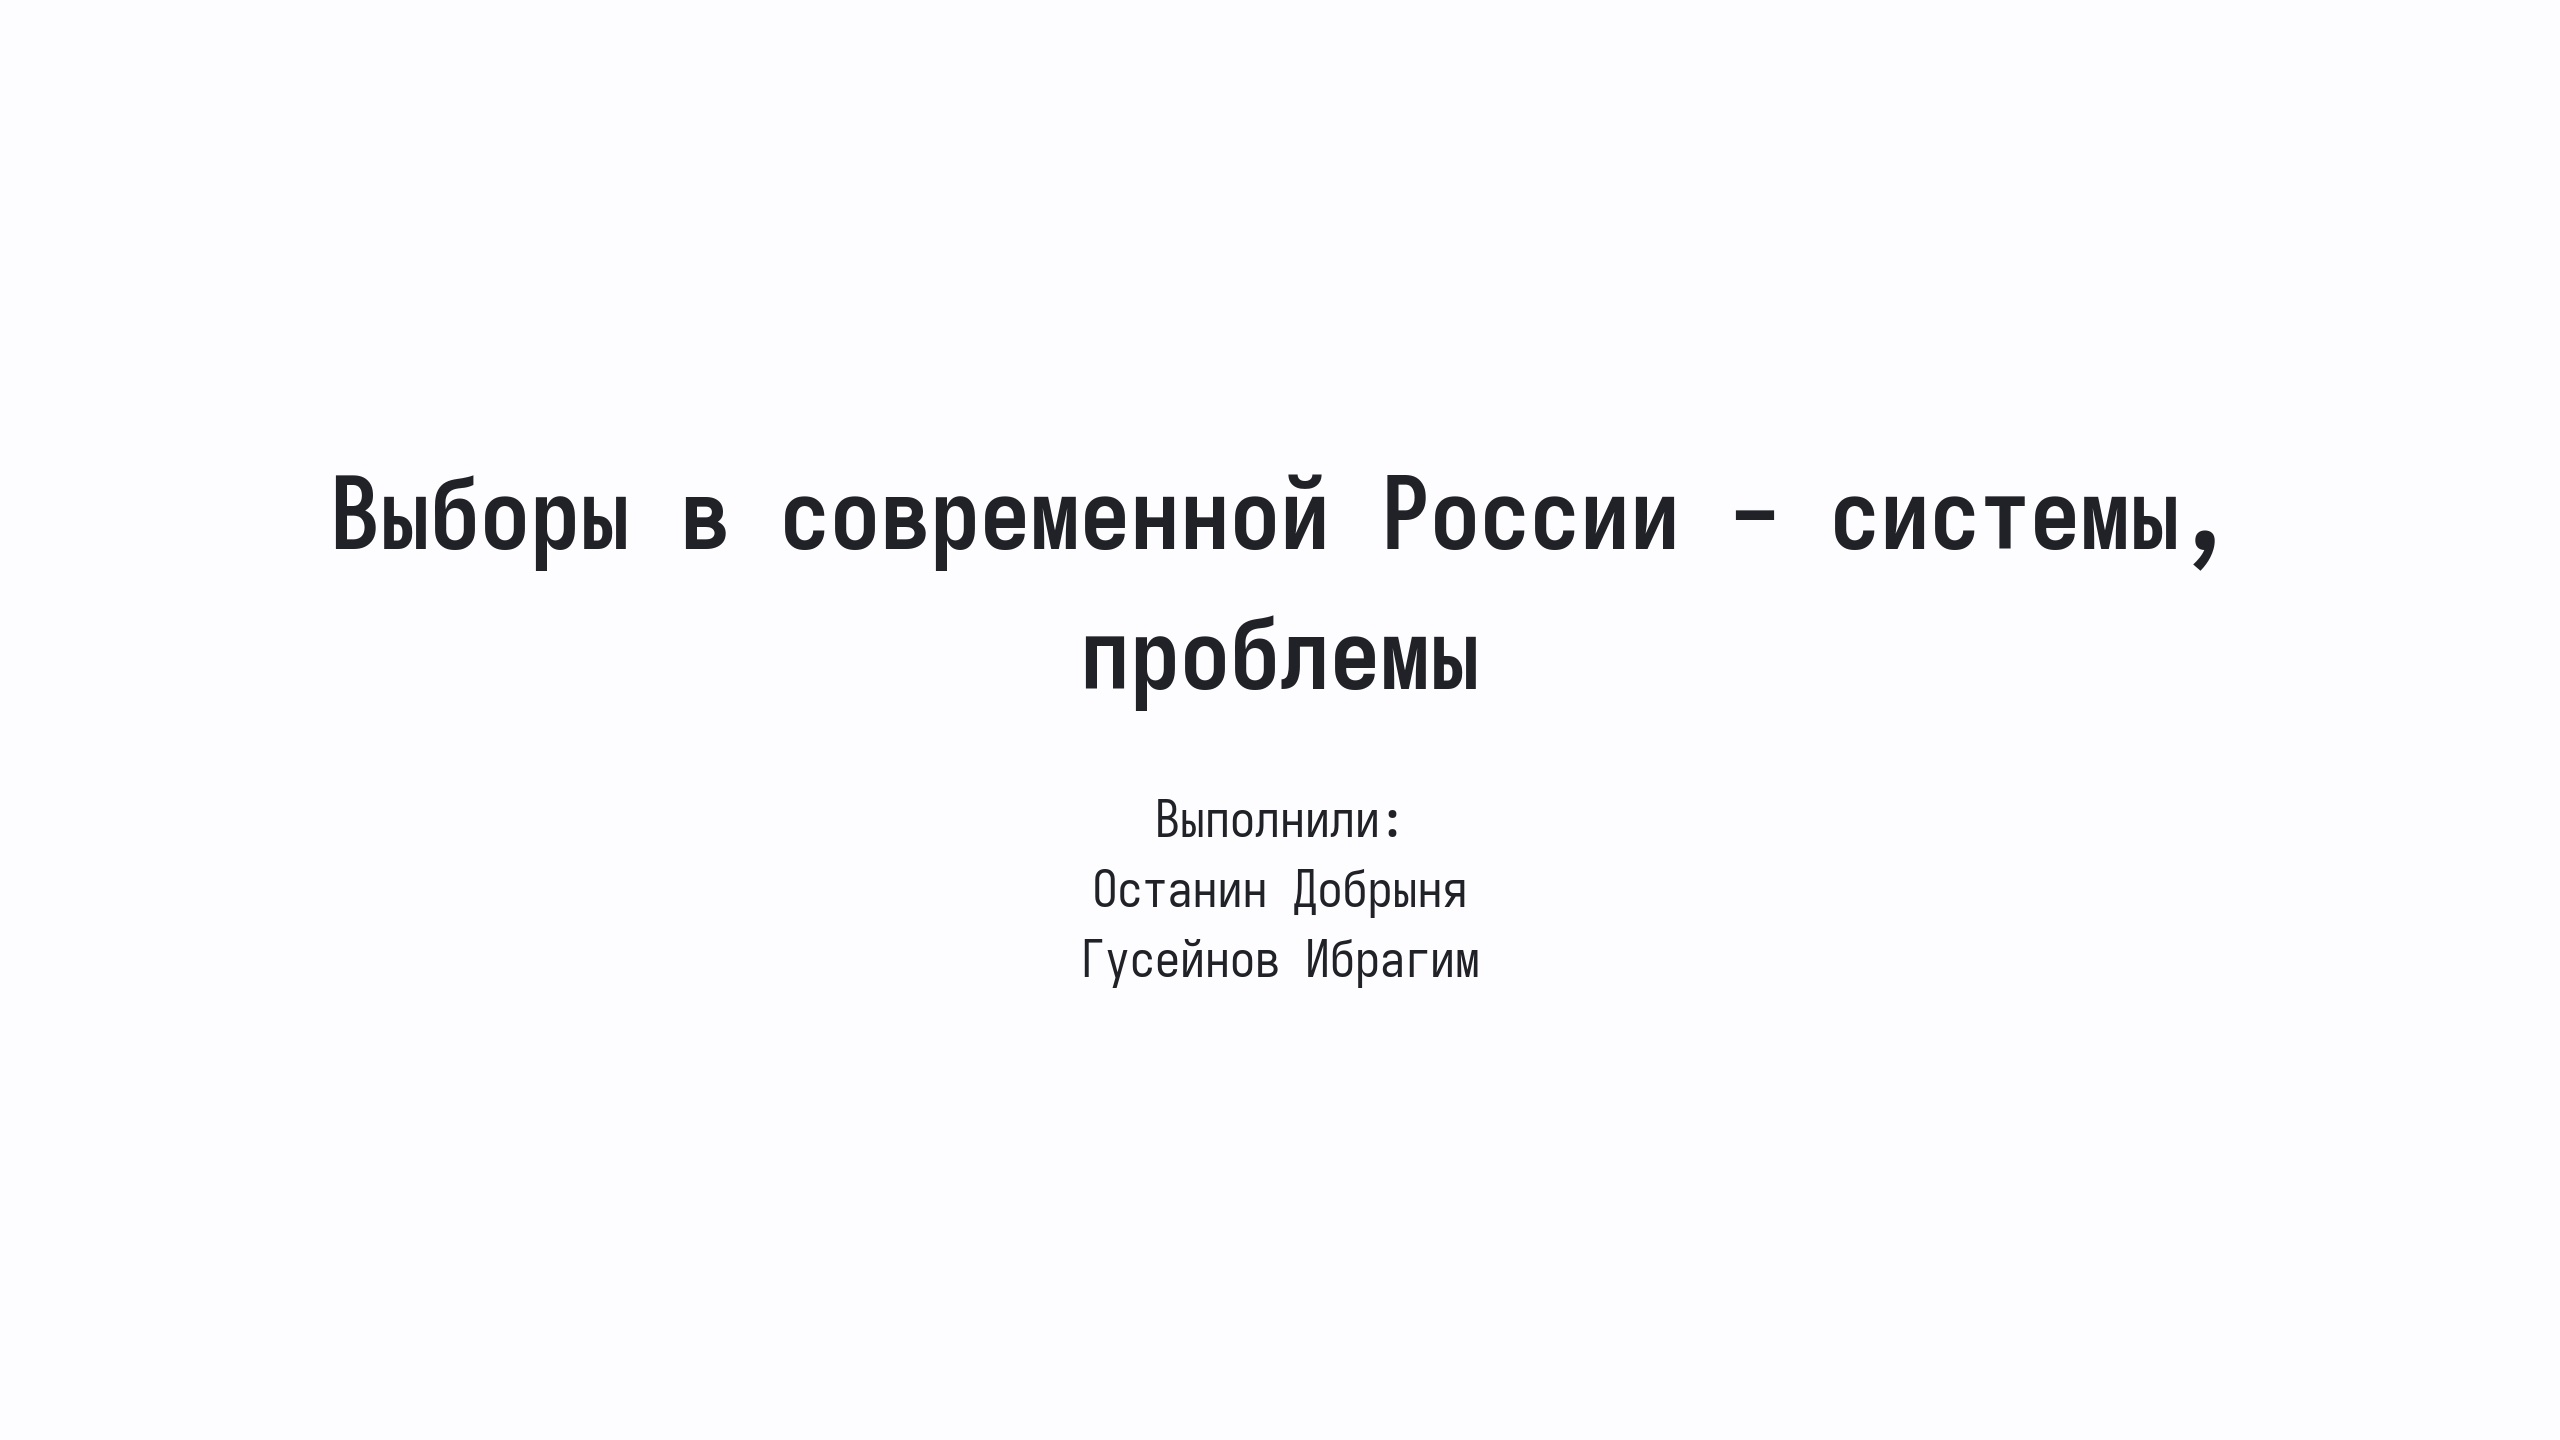 Выборы в современной России – системы,
проблемы
Выполнили:
Останин Добрыня
Гусейнов Ибрагим